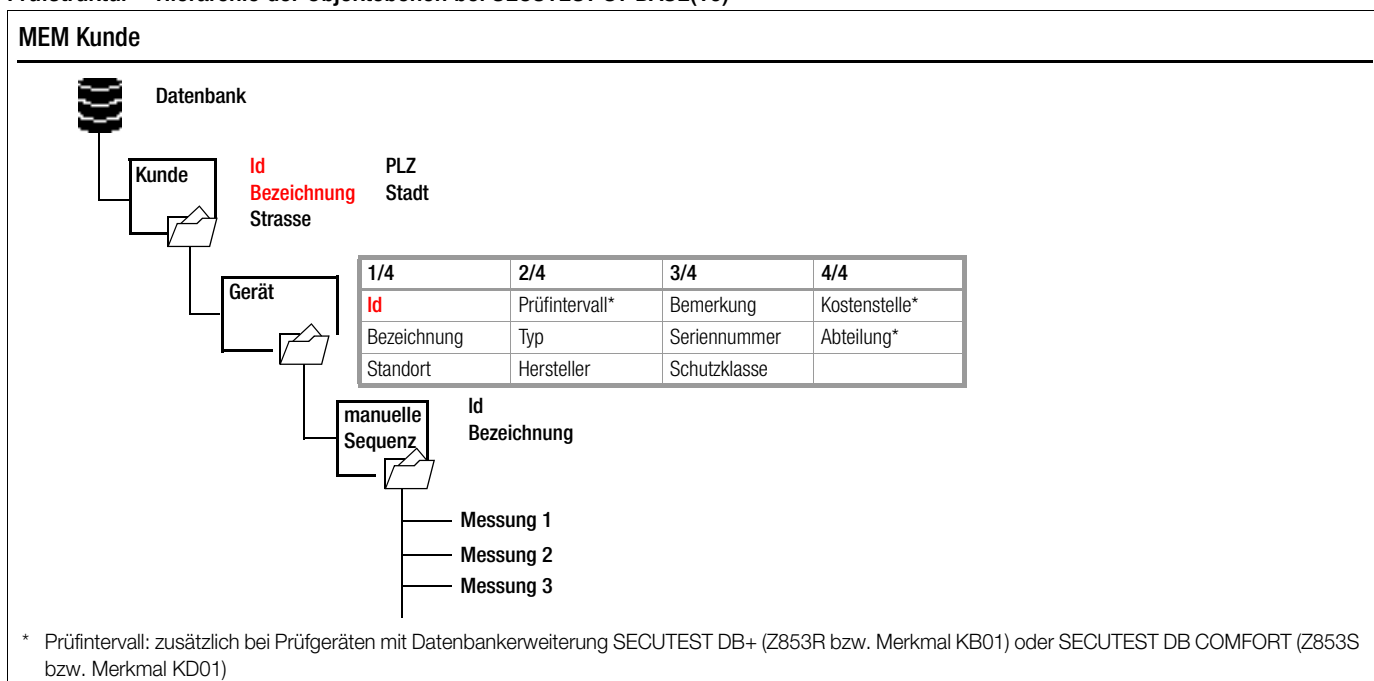 MEM Kunde
Datenbank
Kunde
Id PLZ
Bezeichnung Stadt
Strasse
Gerät
1/4 2/4 3/4 4/4
Id Prüfintervall* Bemerkung Kostenstelle*
Bezeichnung Typ Seriennummer Abteilung*
Standort Hersteller Schutzklasse
manuelle
Sequenz
Id
Bezeichnung
Messung 1
Messung 2
Messung 3
* Prüfintervall: zusätzlich bei Prüfgeräten mit Datenbankerweiterung SECUTEST DB+ (Z853R bzw. Merkmal KB01) oder SECUTEST DB COMFORT (Z853S
bzw. Merkmal KD01)